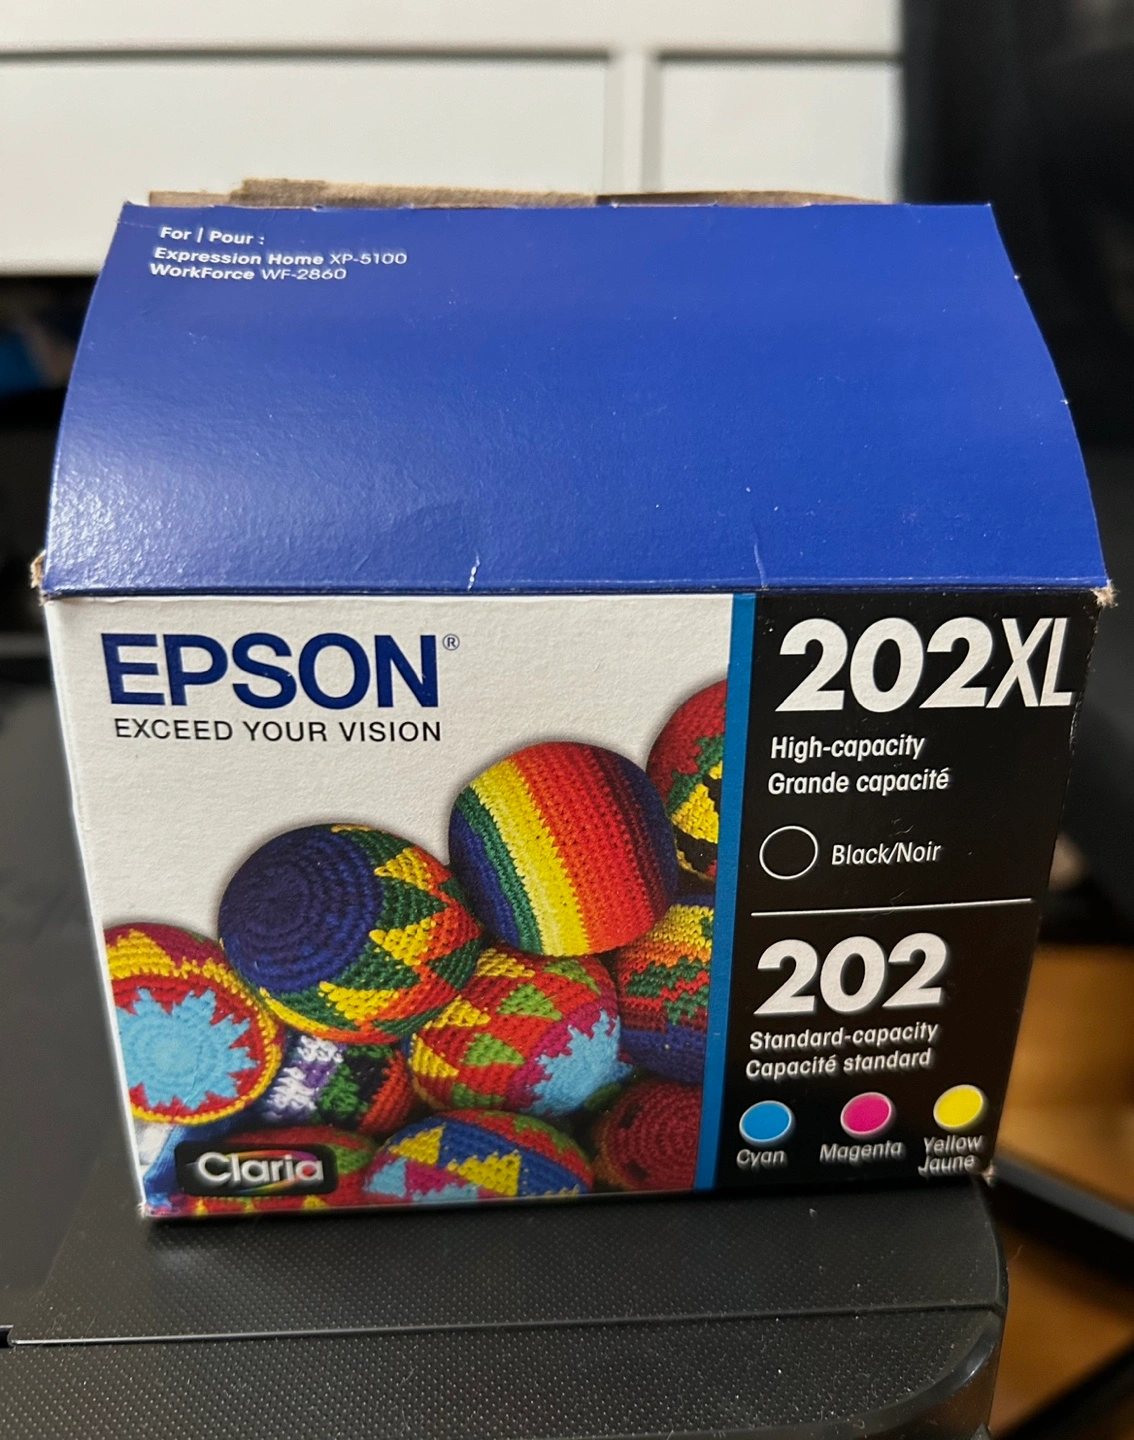 For | Pour :
Expression Home XP-5100
WorkForce WF-2860
EPSON®
EXCEED YOUR VISION
202XL
High-capacity
Grande capacité
Black/Noir
202
Standard-capacity
Capacité standard
Cyan
Magenta
Yellow
Jaune
Claria